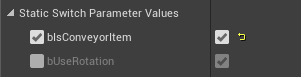 Static Switch Parameter Values
bIsConveyorItem
bUseRotation